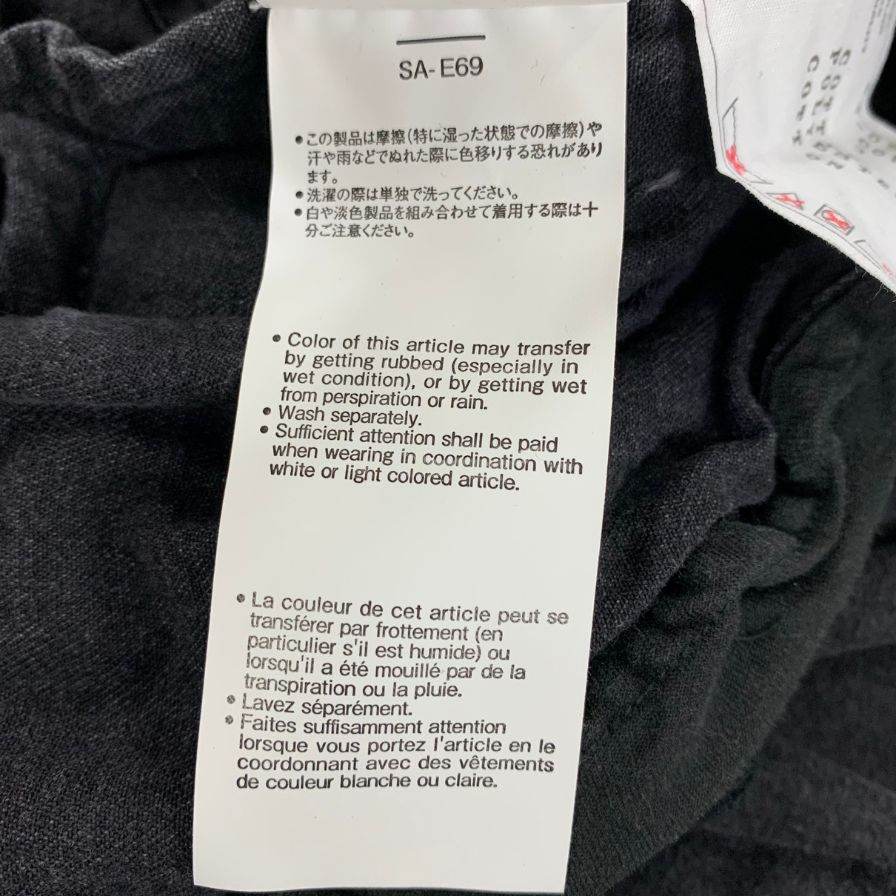 SA-E69
●この製品は摩擦(特に湿った状態での摩擦)や
汗や雨などでぬれた際に色移りする恐れがあり
ます。
●洗濯の際は単独で洗ってください。
●白や淡色製品を組み合わせて着用する際は十
分ご注意ください。
● Color of this article may transfer
by getting rubbed (especially in
wet condition), or by getting wet
from perspiration or rain.
● Wash separately.
● Sufficient attention shall be paid
when wearing in coordination with
white or light colored article.
● La couleur de cet article peut se
transférer par frottement (en
particulier s'il est humide) ou
lorsqu'il a été mouillé par de la
transpiration ou la pluie.
● Lavez séparément.
● Faites suffisamment attention
lorsque vous portez l'article en le
coordonnant avec des vêtements
de couleur blanche ou claire.